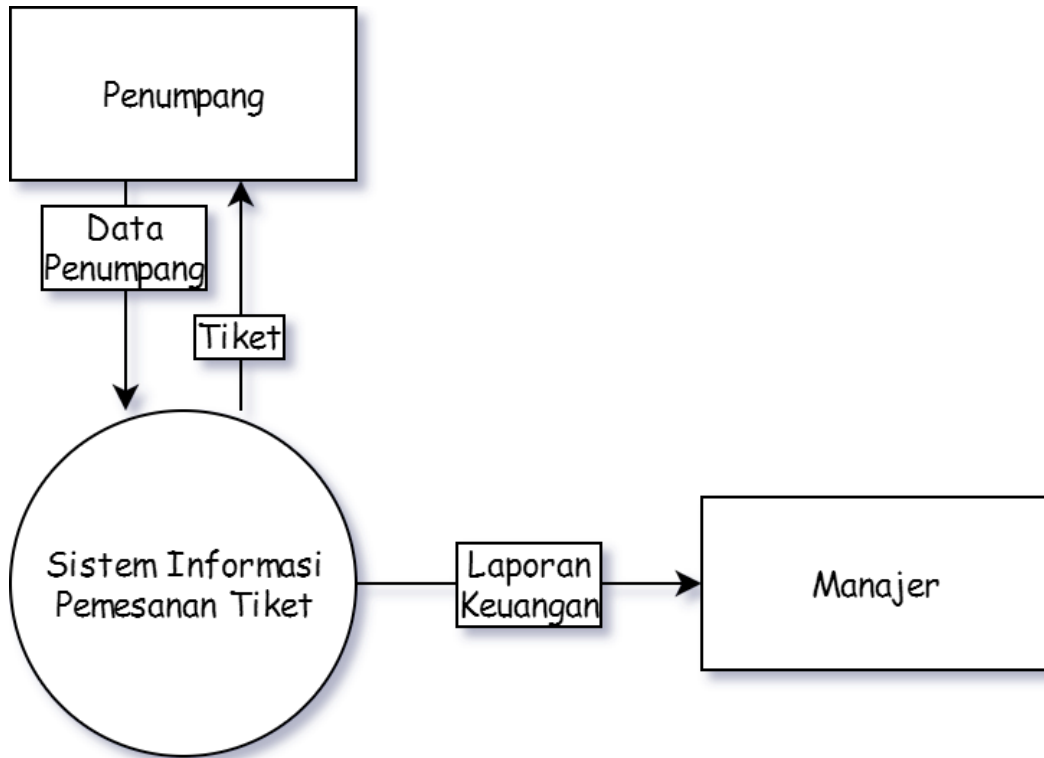 Penumpang
Data
Penumpang
Tiket
Sistem Informasi
Pemesanan Tiket
Laporan
Keuangan
Manajer